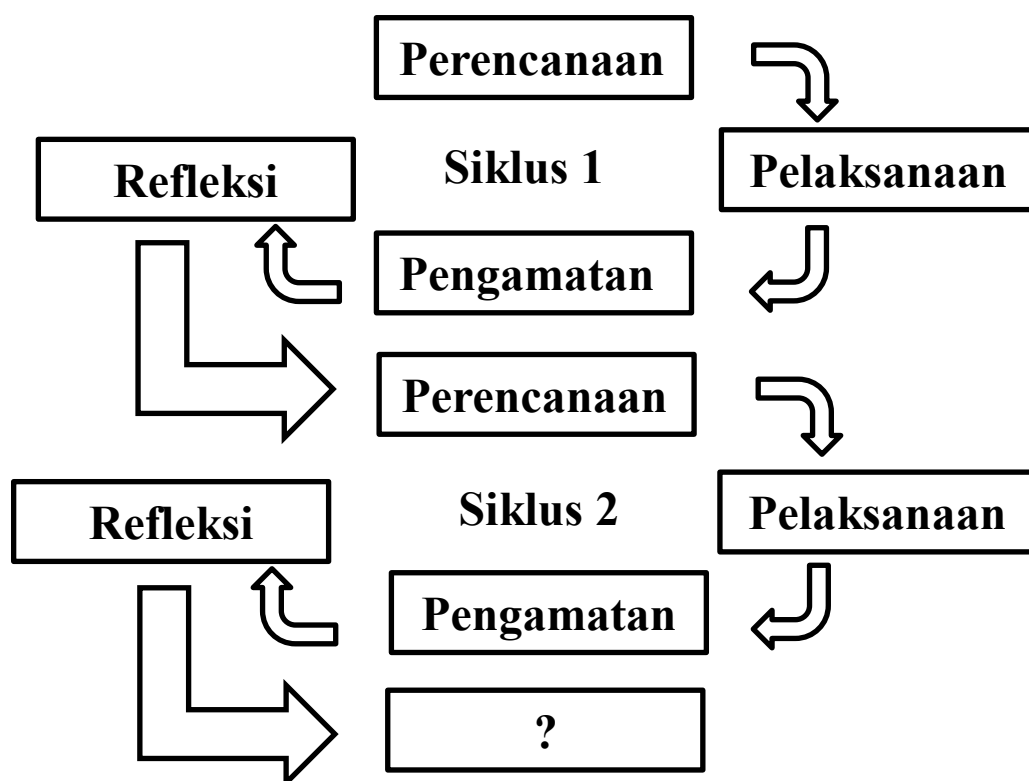 Perencanaan
Refleksi
Siklus 1
Pelaksanaan
Pengamatan
Perencanaan
Refleksi
Siklus 2
Pelaksanaan
Pengamatan
?